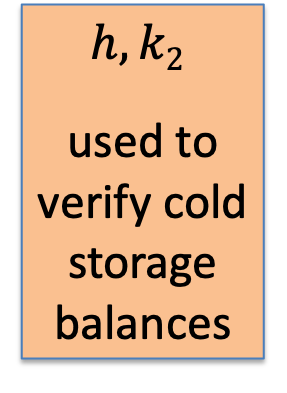 h, k₂
used to
verify cold
storage
balances